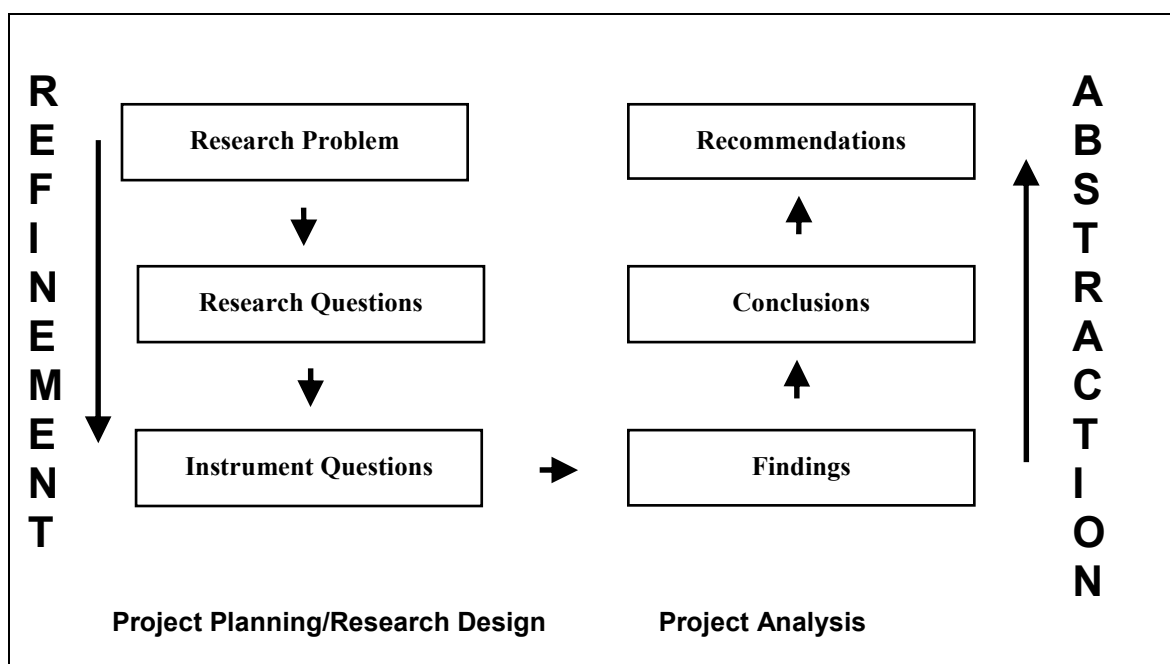 REFINEMENT
Research Problem
Research Questions
Instrument Questions
Project Planning/Research Design
Recommendations
Conclusions
Findings
Project Analysis
ABSTRACTION